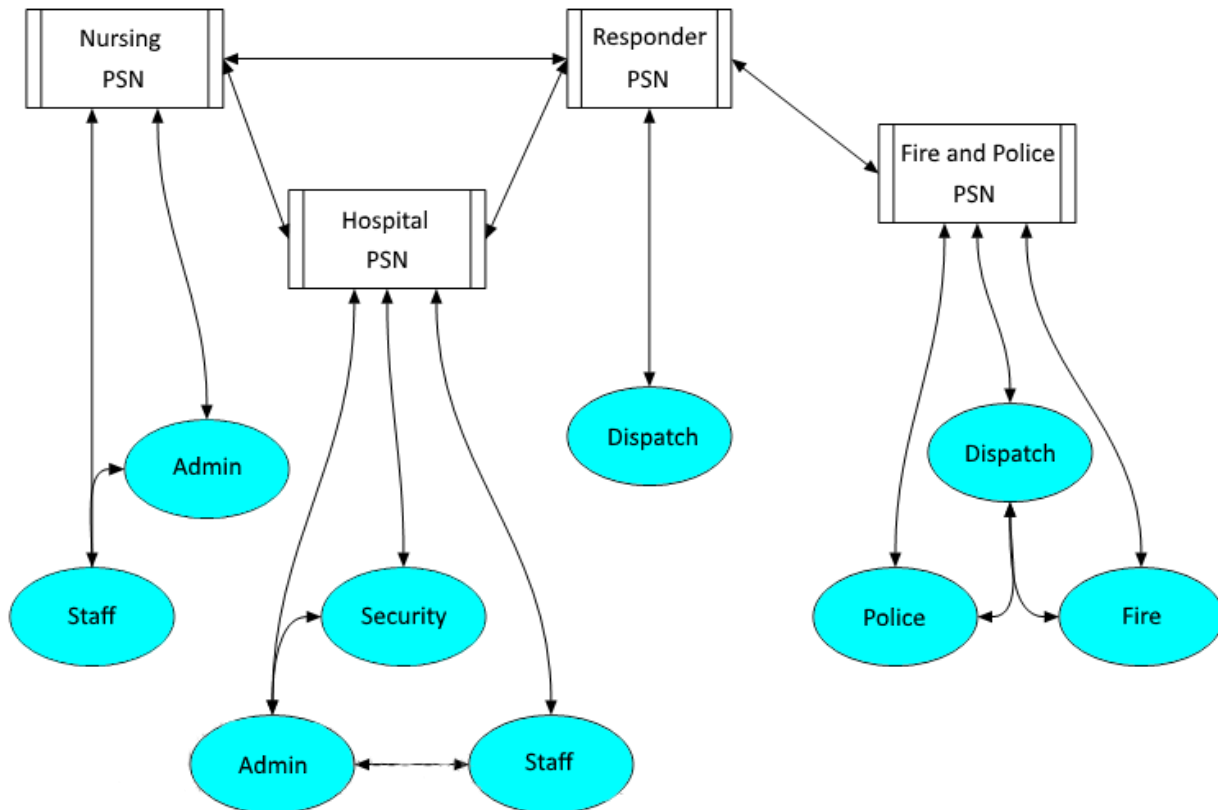 Nursing
PSN
Responder
PSN
Fire and Police
PSN
Hospital
PSN
Admin
Dispatch
Dispatch
Staff
Security
Police
Fire
Admin
Staff